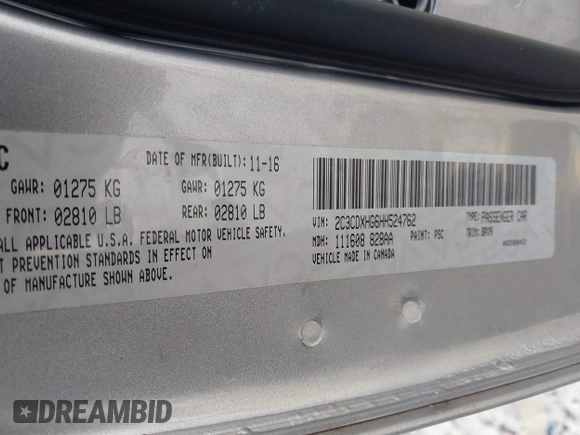 C
DATE OF MFR(BUILT): 11-16
GAWR: 01275 KG GAWR: 01275 KG
FRONT: 02810 LB REAR: 02810 LB
ALL APPLICABLE U.S.A. FEDERAL MOTOR VEHICLE SAFETY,
T PREVENTION STANDARDS IN EFFECT ON
OF MANUFACTURE SHOWN ABOVE.
VIN: 2C3CDXHG6HH524762 TYPE: PASSENGER CAR
MDH: 111608 828AA PAINT: PSC TRIM:
VEHICLE MADE IN CANADA
DREAMBID